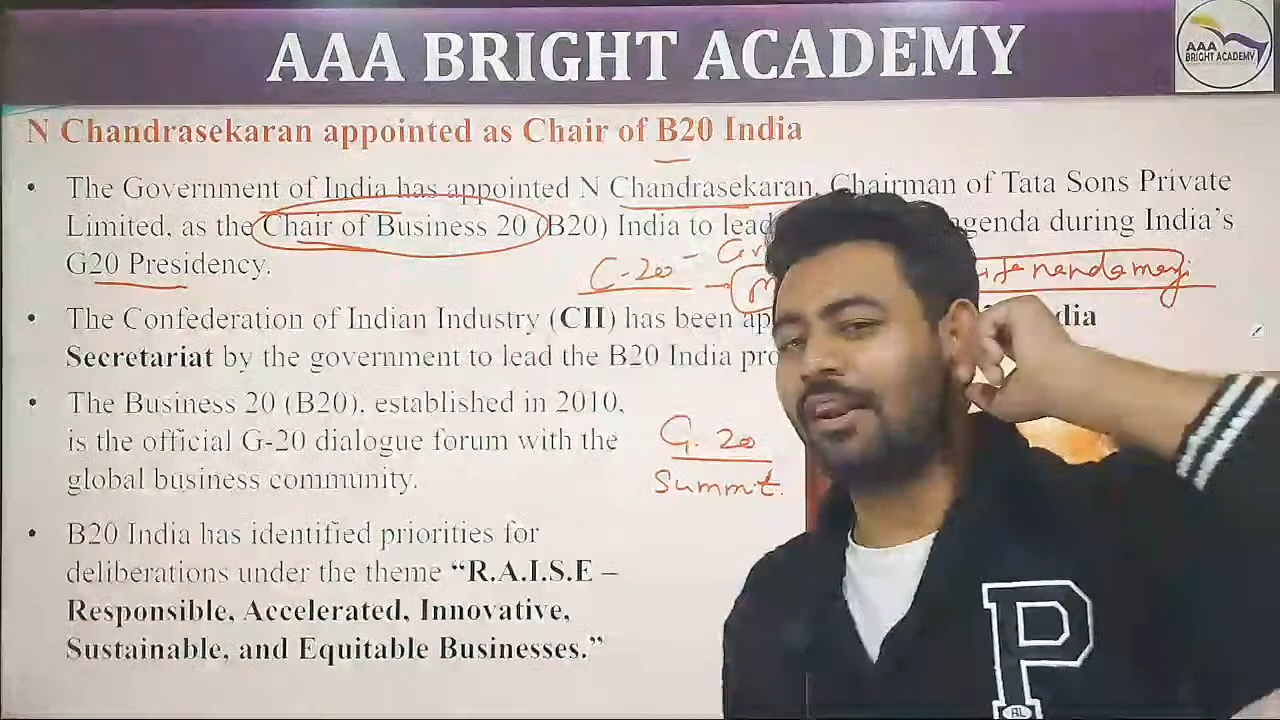 AAA BRIGHT ACADEMY
AAA
BRIGHT ACADEMY
N Chandrasekaran appointed as Chair of B20 India
• The Government of India has appointed N Chandrasekaran, Chairman of Tata Sons Private
Limited, as the Chair of Business 20 (B20) India to lead agenda during India's
G20 Presidency.
C-20 -
• The Confederation of Indian Industry (CII) has been
Secretariat by the government to lead the B20 India
• The Business 20 (B20), established in 2010,
is the official G-20 dialogue forum with the
global business community.
G-20
Summit.
• B20 India has identified priorities for
deliberations under the theme “R.A.I.S.E –
Responsible, Accelerated, Innovative,
Sustainable, and Equitable Businesses.”
P